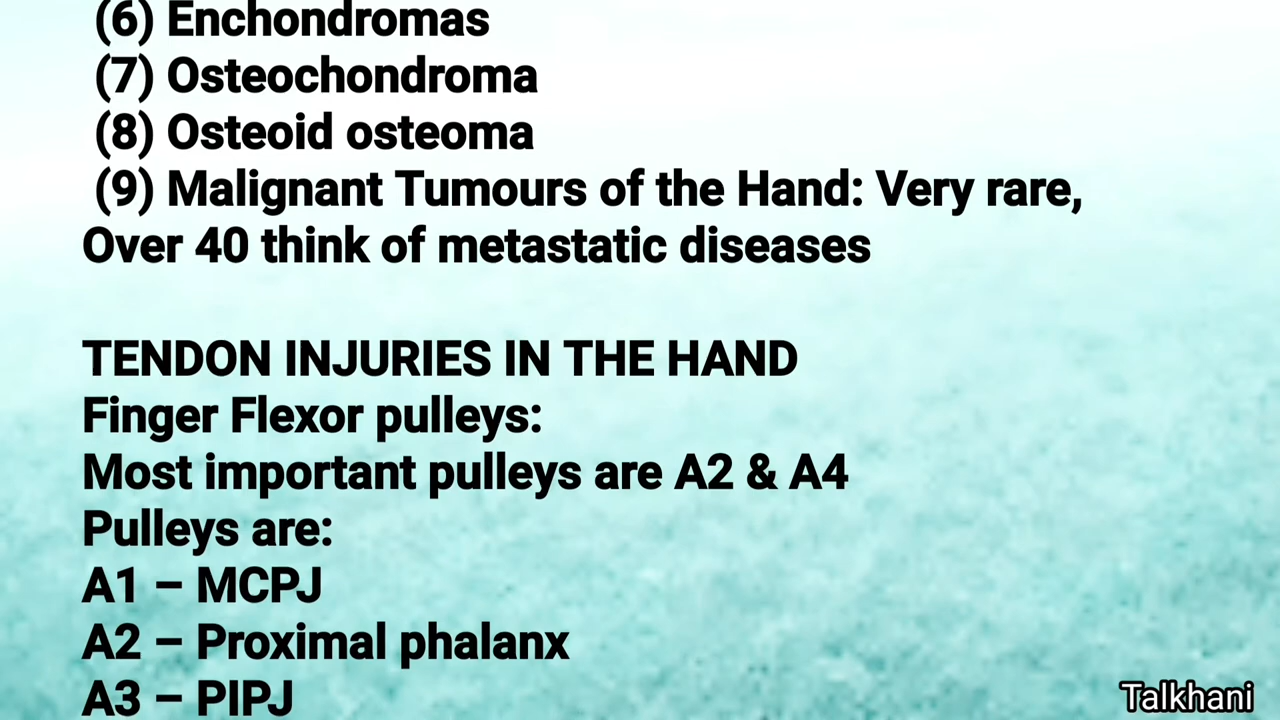 (6) Enchondromas
(7) Osteochondroma
(8) Osteoid osteoma
(9) Malignant Tumours of the Hand: Very rare,
Over 40 think of metastatic diseases
TENDON INJURIES IN THE HAND
Finger Flexor pulleys:
Most important pulleys are A2 & A4
Pulleys are:
A1 – MCPJ
A2 – Proximal phalanx
A3 – PIPJ
Talkhani